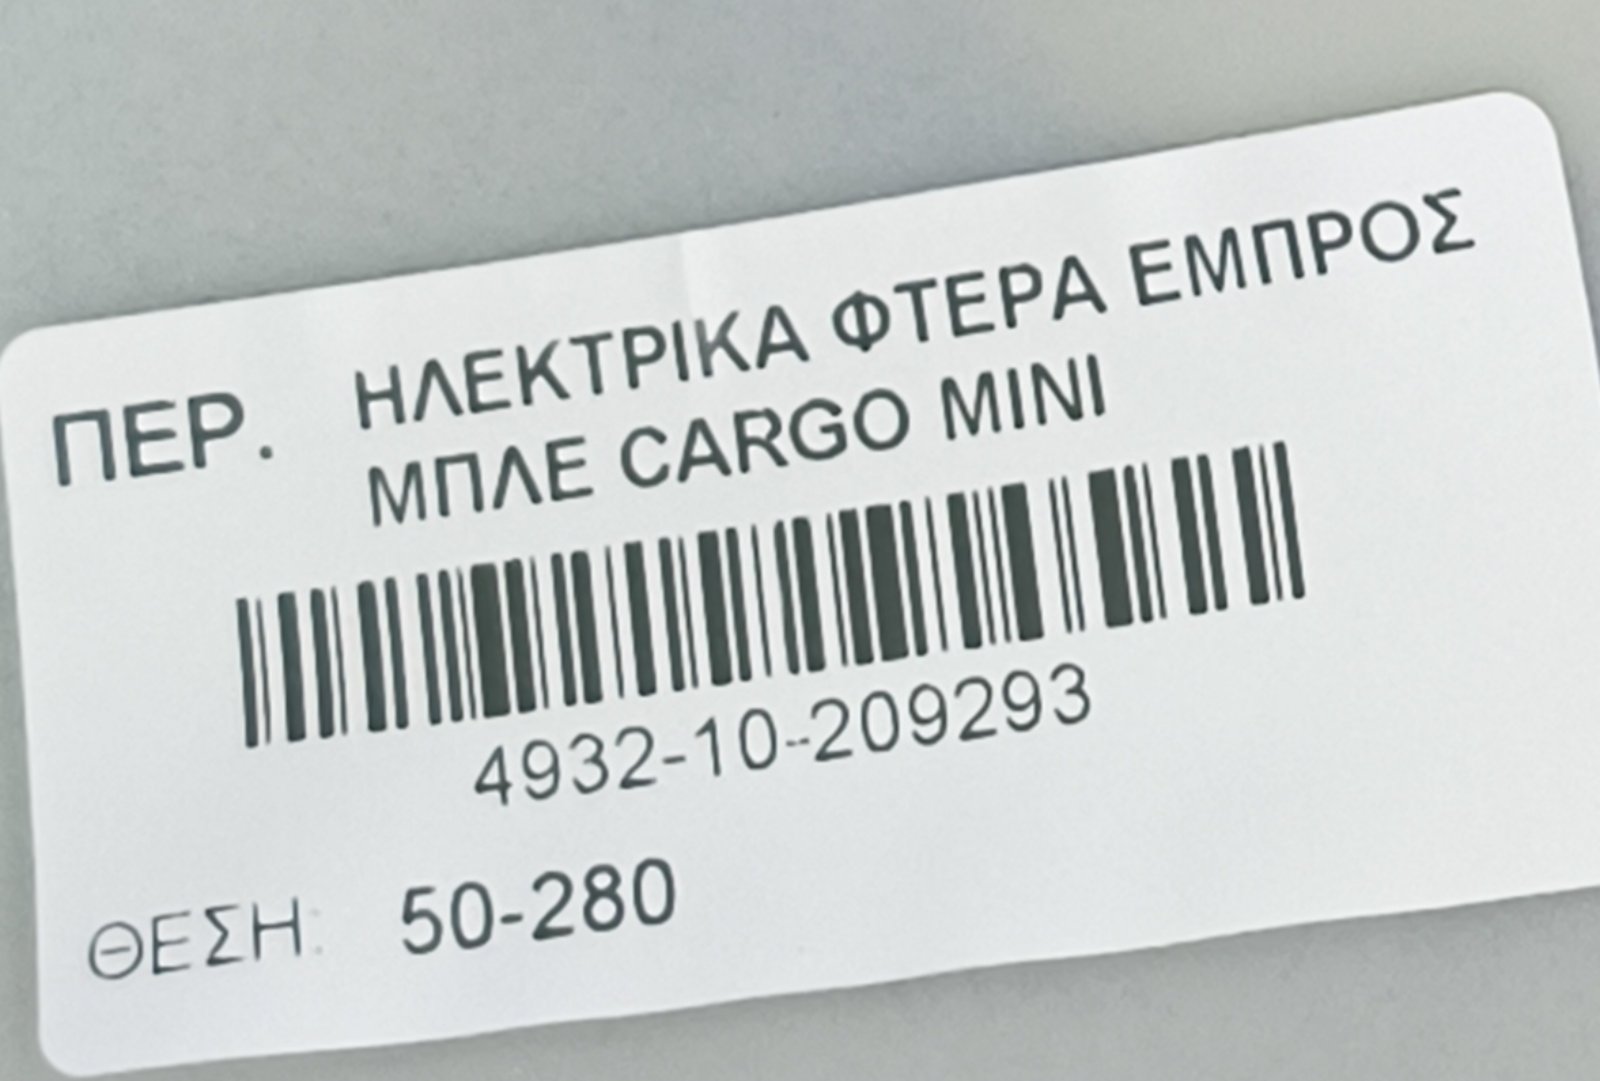 ΠΕΡ. ΗΛΕΚΤΡΙΚΑ ΦΤΕΡΑ ΕΜΠΡΟΣ
ΜΠΛΕ CARGO MINI
4932-10-209293
ΘΕΣΗ: 50-280